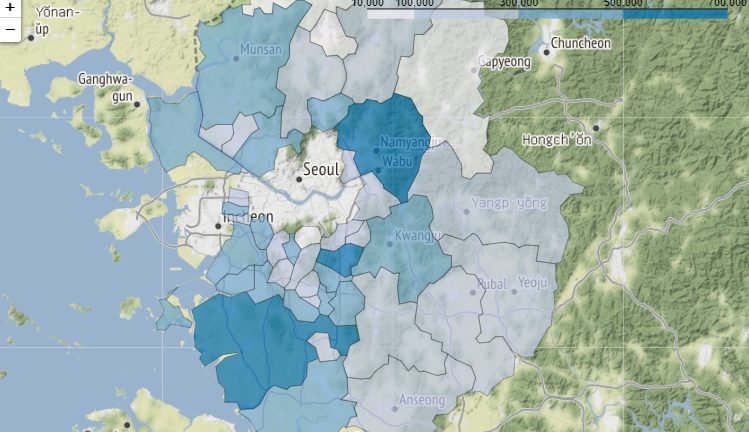 +
−
10,000 100,000 300,000 500,000 700,000
Yŏnan-
ŭp
Munsan
Chuncheon
Gapyeong
Ganghwa-
gun
Hongch'ŏn
Namyangju
Wabu
Seoul
Yangp'yŏng
Incheon
Kwangju
Pubal
Yeoju
Anseong